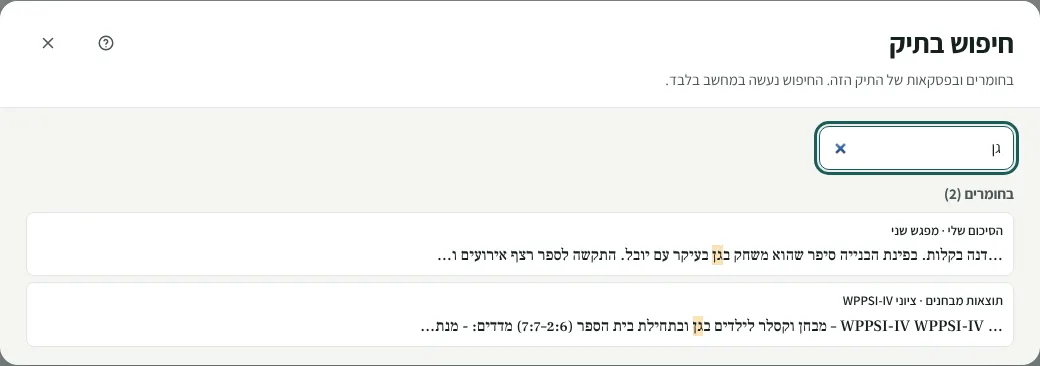 חיפוש בתיק
בחומרים ובפסקאות של התיק הזה. החיפוש נעשה במחשב בלבד.
גן
בחומרים (2)
הסיכום שלי · מפגש שני
...דנה בקלות. בפינת הבנייה סיפר שהוא משחק בגן בעיקר עם יובל. התקשה לספר רצף אירועים ו...
תוצאות מבחנים · ציוני WPPSI-IV
... WPPSI-IV WPPSI-IV – מבחן וקסלר לילדים בגן ובתחילת בית הספר (2:6–7:7) מדדים: - מנת...